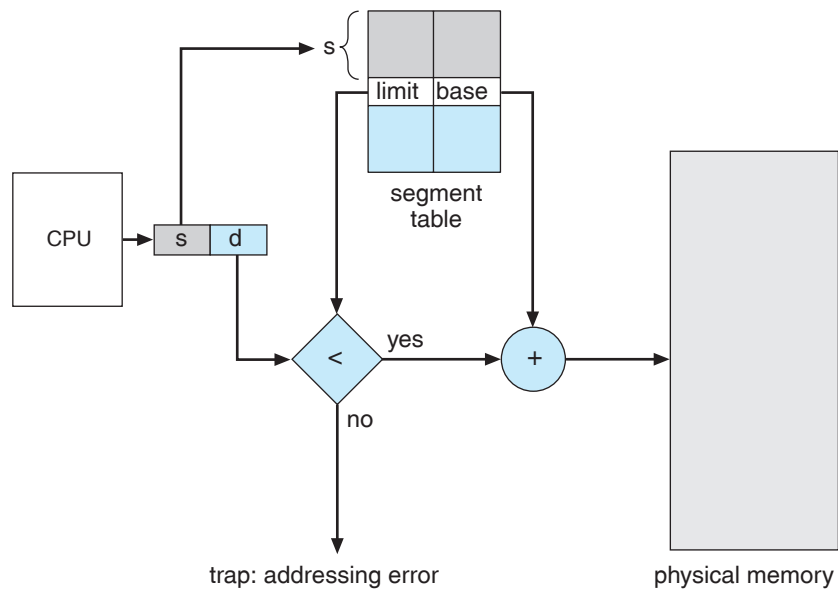 s
limit base
segment
table
CPU
s d
<
yes
+
no
trap: addressing error
physical memory